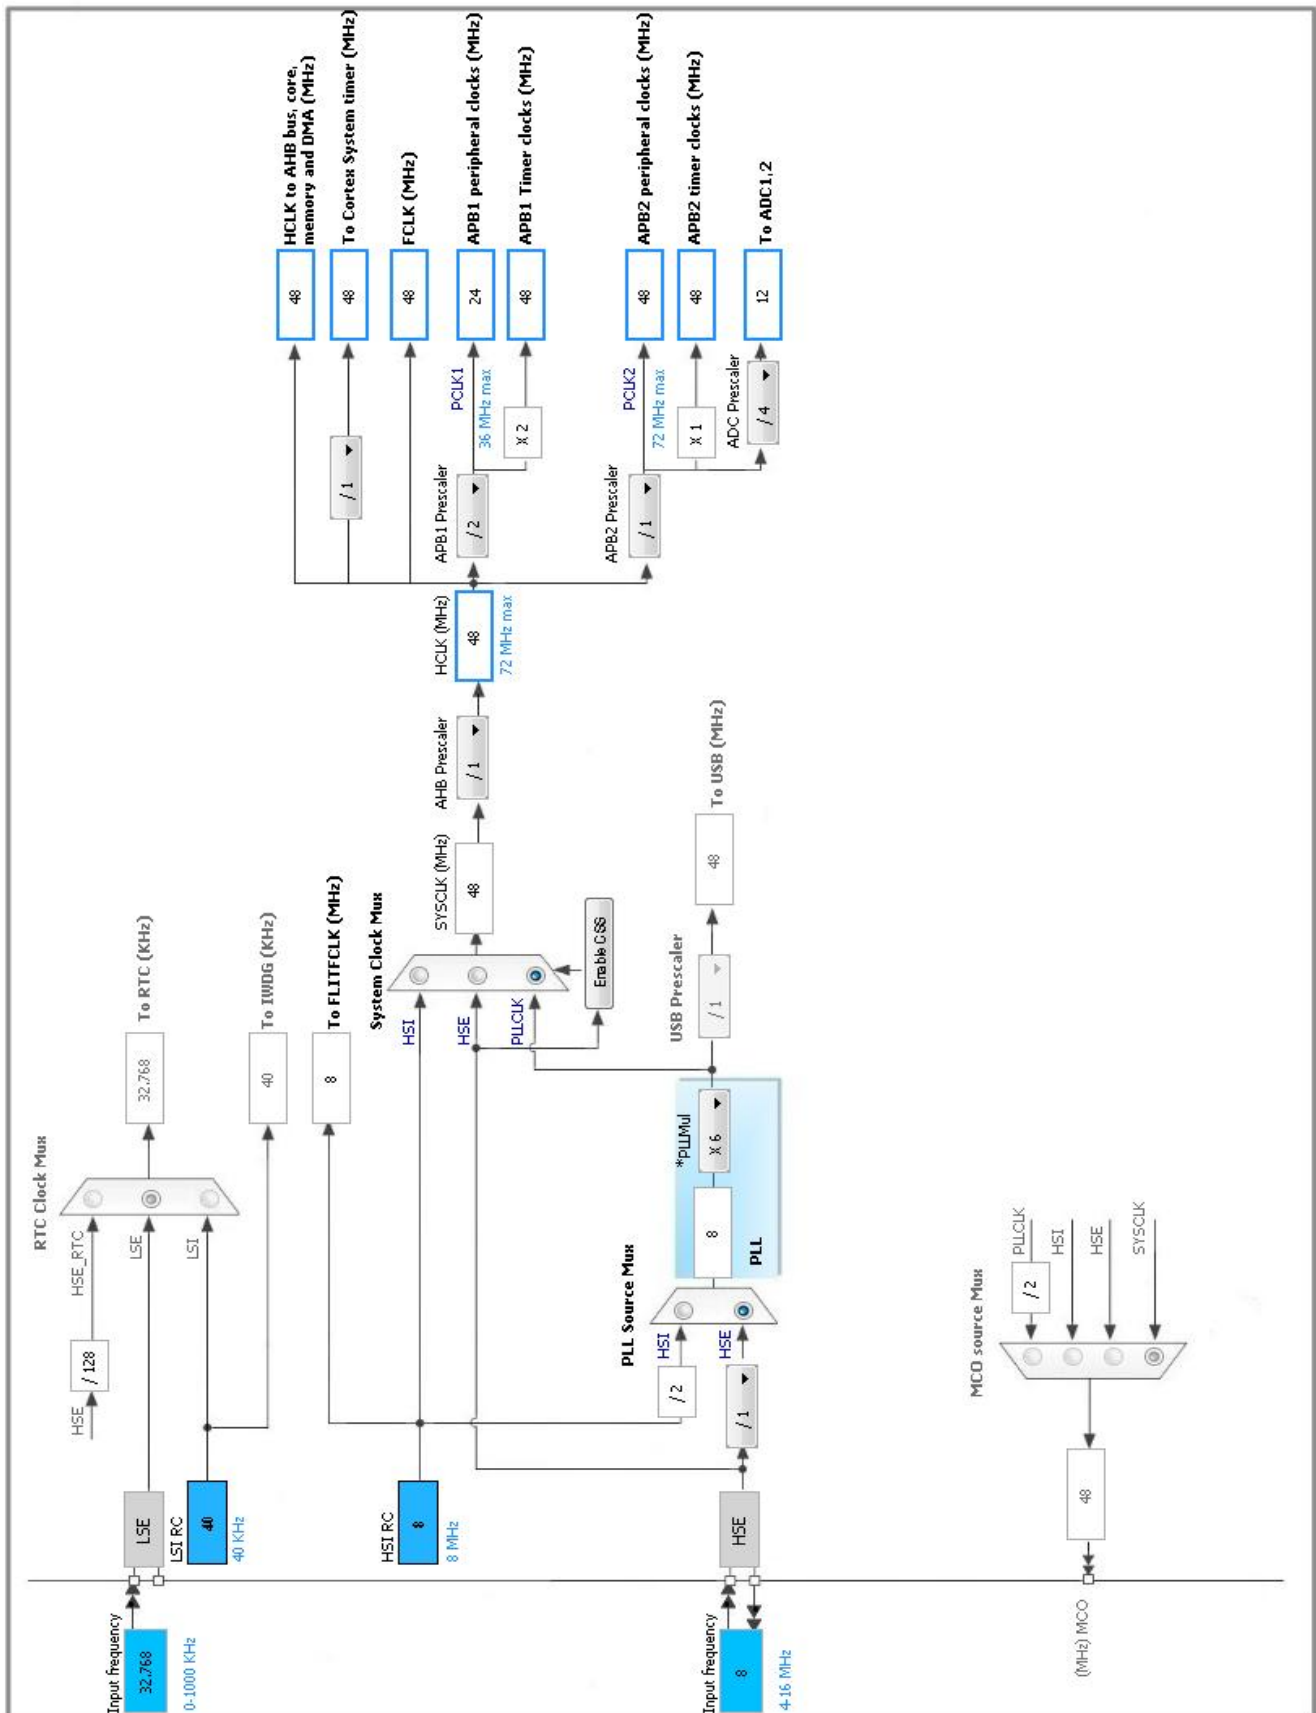 RTC Clock Mux
HSE
/ 128
HSE_RTC
Input frequency
32.768
0-1000 KHz
LSE
LSE
32.768
To RTC (KHz)
LSI RC
40
40 KHz
LSI
40
To IWDG (KHz)
8
To FLITFCLK (MHz)
HSI RC
8
8 MHz
System Clock Mux
HSI
HSE
PLLCLK
Enable CSS
SYSCLK (MHz)
48
AHB Prescaler
/ 1
HCLK (MHz)
48
72 MHz max
48
HCLK to AHB bus, core,
memory and DMA (MHz)
/ 1
48
To Cortex System timer (MHz)
48
FCLK (MHz)
APB1 Prescaler
/ 2
PCLK1
36 MHz max
24
APB1 peripheral clocks (MHz)
X 2
48
APB1 Timer clocks (MHz)
APB2 Prescaler
/ 1
PCLK2
72 MHz max
48
APB2 peripheral clocks (MHz)
X 1
48
APB2 timer clocks (MHz)
ADC Prescaler
/ 4
12
To ADC1,2
PLL Source Mux
/ 2
HSI
HSE
/ 1
Input frequency
8
4-16 MHz
HSE
8
*PLLMul
X 6
PLL
USB Prescaler
/ 1
48
To USB (MHz)
MCO source Mux
/ 2
PLLCLK
HSI
HSE
SYSCLK
48
(MHz) MCO